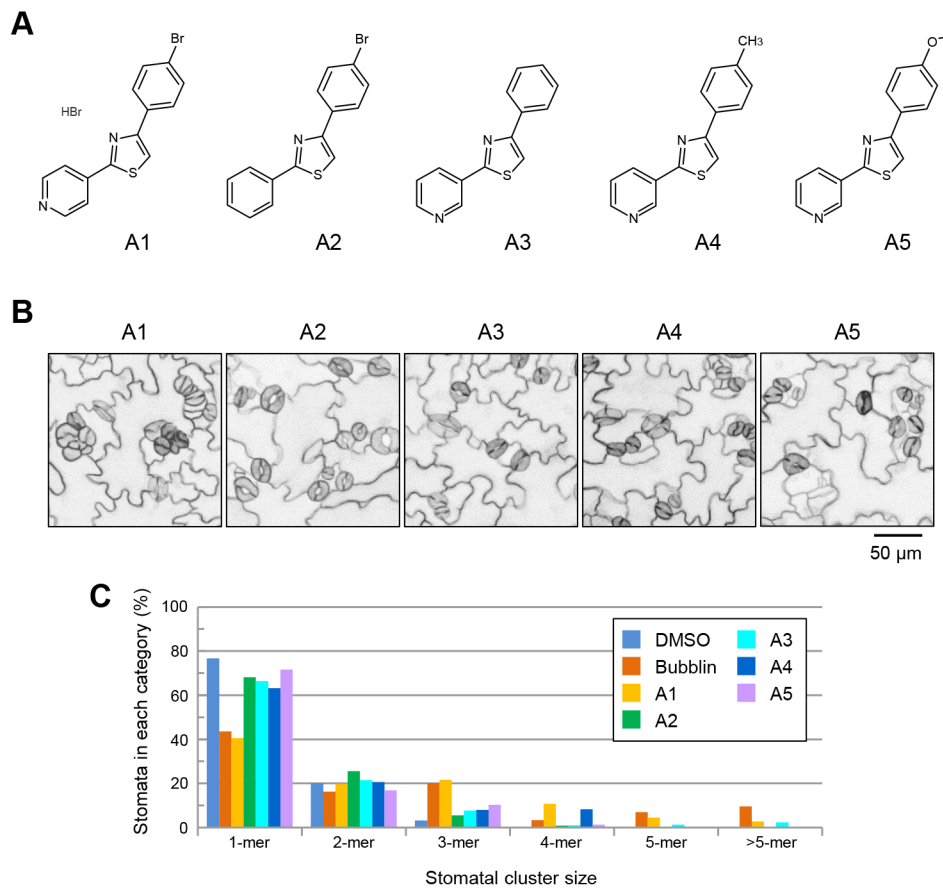 A
Br
HBr
N
S
N
A1
Br
N
S
A2
N
S
N
A3
CH3
N
S
N
A4
O
N
S
N
A5
B
A1 A2 A3 A4 A5
50 µm
C
Stomata in each category (%)
100
80
60
40
20
0
DMSO
Bubblin
A1
A2
A3
A4
A5
1-mer 2-mer 3-mer 4-mer 5-mer >5-mer
Stomatal cluster size